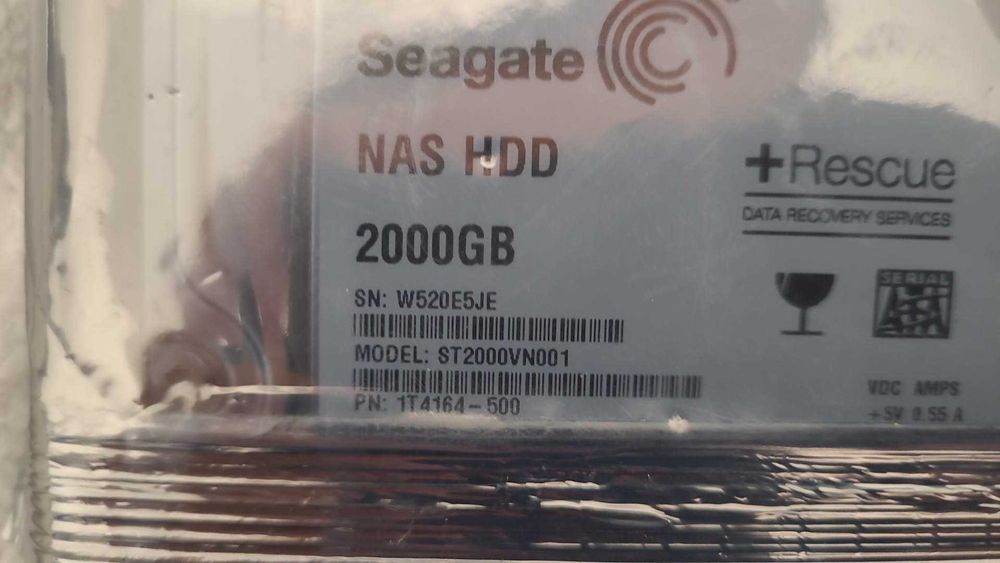 Seagate
NAS HDD
+Rescue
DATA RECOVERY SERVICES
2000GB
SN: W520E5JE
SERIAL
ATA
MODEL: ST2000VN001
PN: 1T4164-500
VDC AMPS
+5V 0.55 A